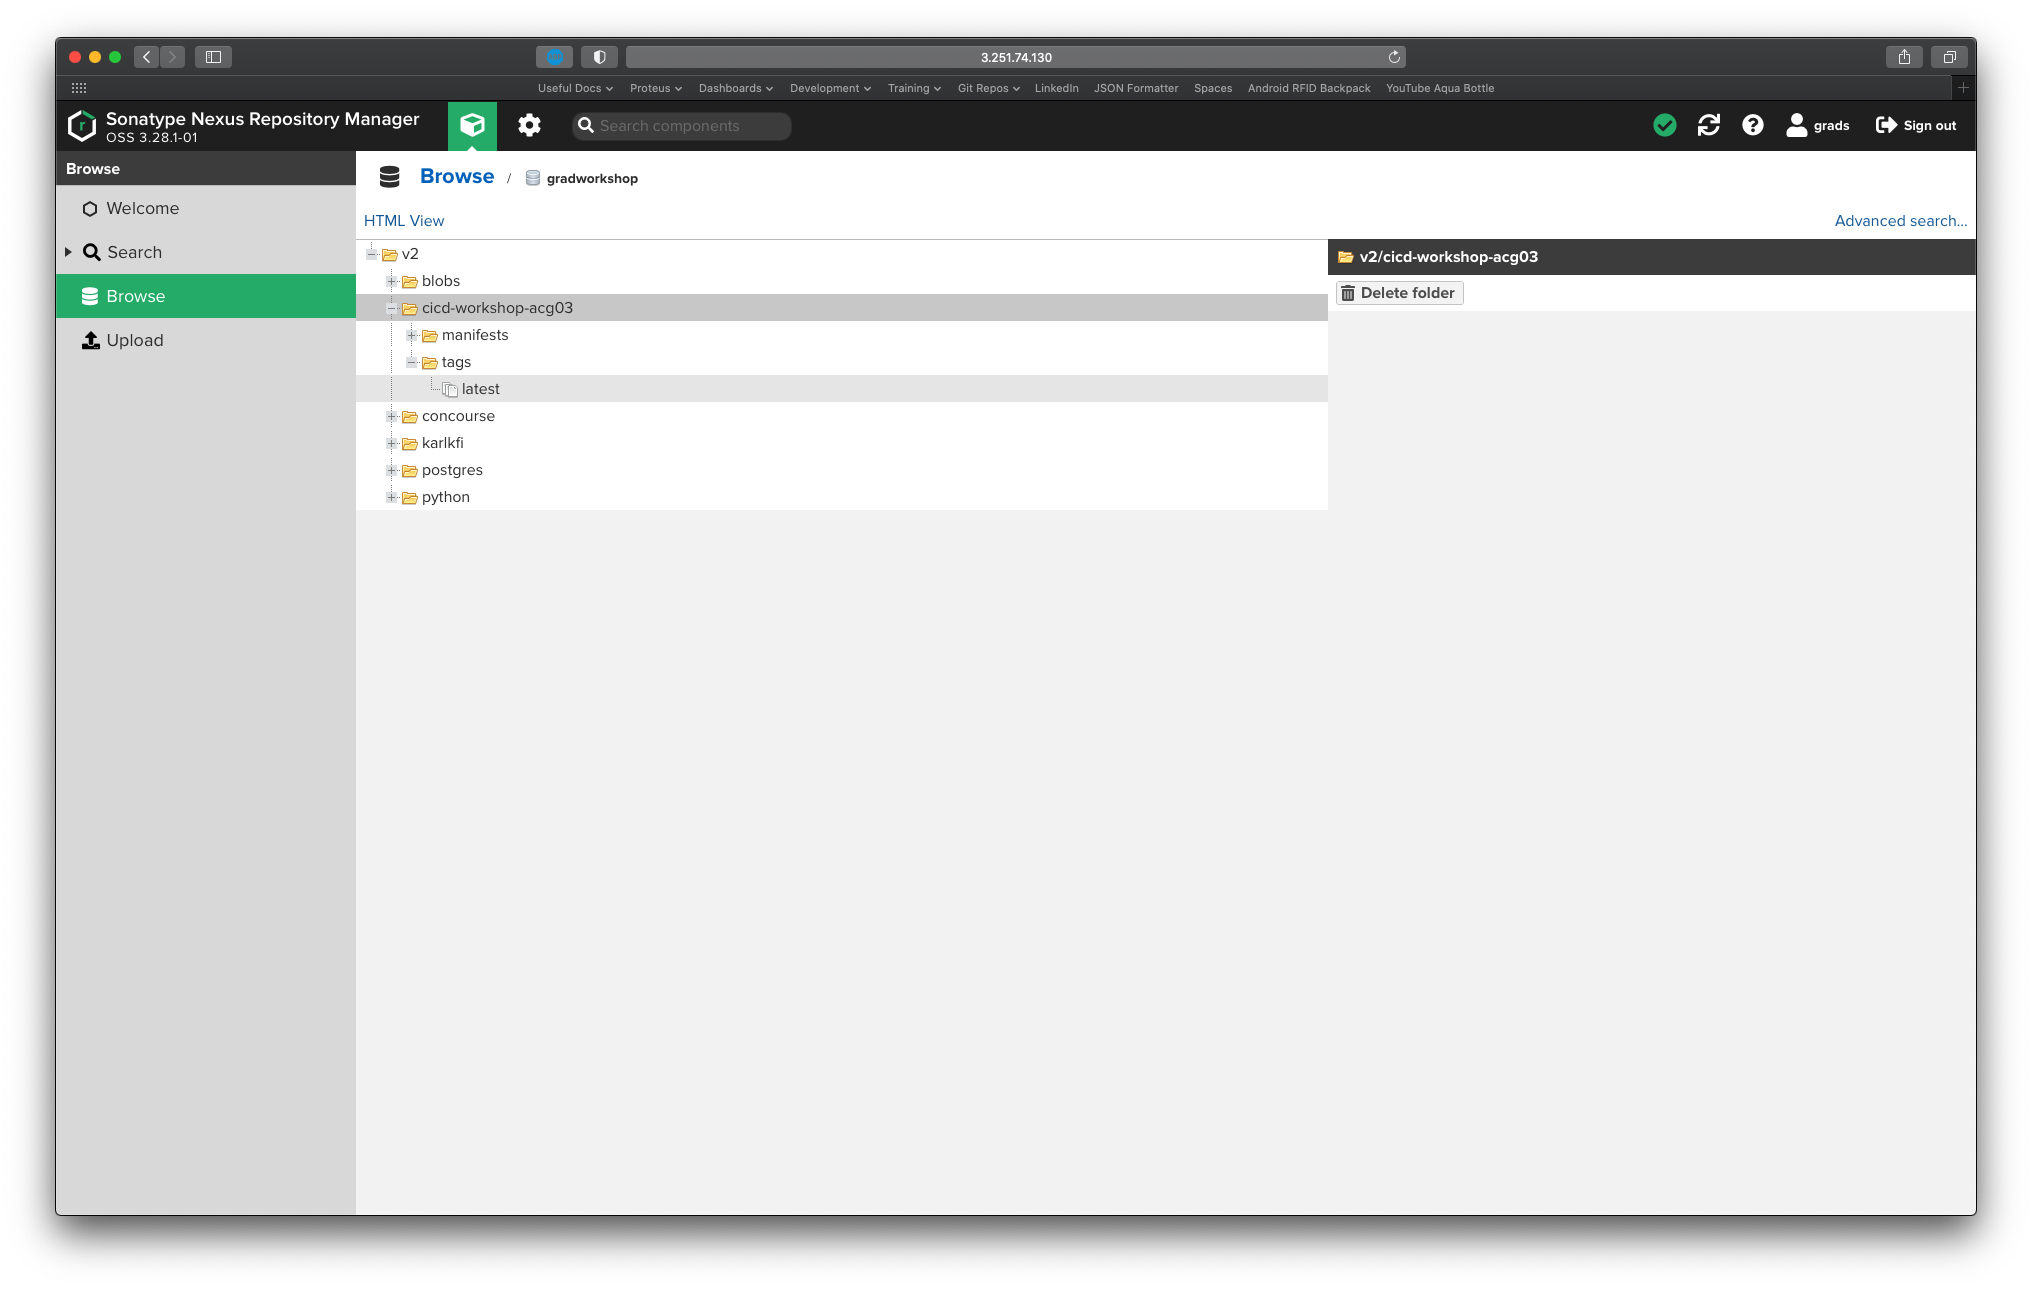 3.251.74.130
Useful Docs Proteus Dashboards Development Training Git Repos LinkedIn JSON Formatter Spaces Android RFID Backpack YouTube Aqua Bottle
Sonatype Nexus Repository Manager
OSS 3.28.1-01
Search components
grads
Sign out
Browse
Welcome
Search
Browse
Upload
Browse / gradworkshop
HTML View
Advanced search...
v2
blobs
cicd-workshop-acg03
manifests
tags
latest
concourse
karlkfi
postgres
python
v2/cicd-workshop-acg03
Delete folder